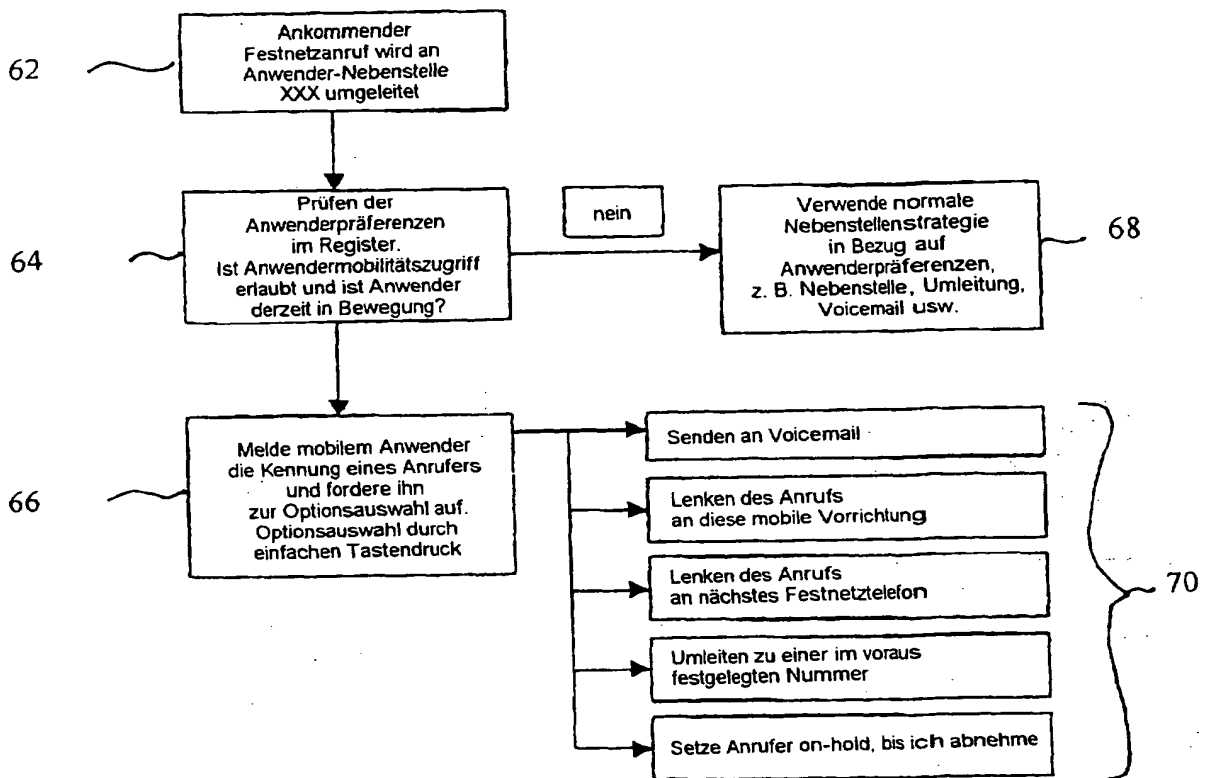 62
Ankommender
Festnetzanruf wird an
Anwender-Nebenstelle
XXX umgeleitet
64
Prüfen der
Anwenderpräferenzen
im Register.
Ist Anwendermobilitätszugriff
erlaubt und ist Anwender
derzeit in Bewegung?
nein
Verwende normale
Nebenstellenstrategie
in Bezug auf
Anwenderpräferenzen,
z. B. Nebenstelle, Umleitung,
Voicemail usw.
68
66
Melde mobilem Anwender
die Kennung eines Anrufers
und fordere ihn
zur Optionsauswahl auf.
Optionsauswahl durch
einfachen Tastendruck
Senden an Voicemail
Lenken des Anrufs
an diese mobile Vorrichtung
Lenken des Anrufs
an nächstes Festnetztelefon
Umleiten zu einer im voraus
festgelegten Nummer
Setze Anrufer on-hold, bis ich abnehme
70